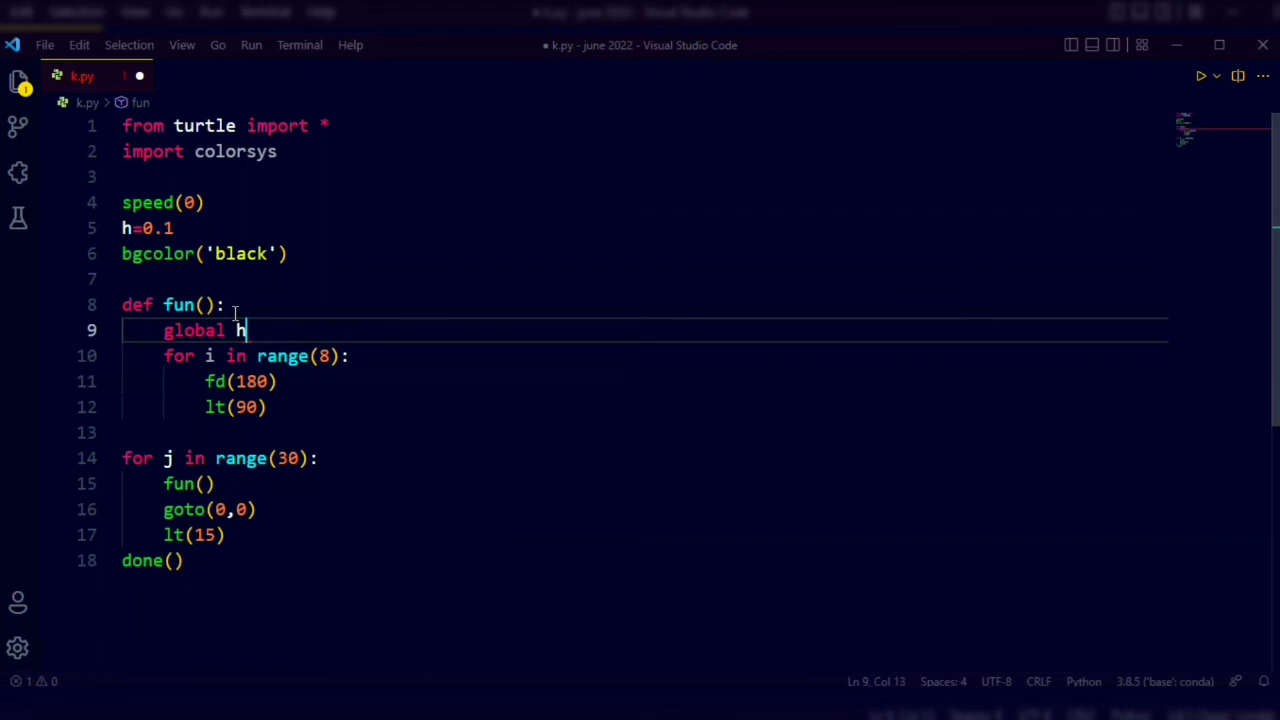 File Edit Selection View Go Run Terminal Help
● k.py - june 2022 - Visual Studio Code
k.py 1 ●
1
k.py > fun
1 from turtle import *
2 import colorsys
3
4 speed(0)
5 h=0.1
6 bgcolor('black')
7
8 def fun():
9 global h
10 for i in range(8):
11 fd(180)
12 lt(90)
13
14 for j in range(30):
15 fun()
16 goto(0,0)
17 lt(15)
18 done()
1 0 Ln 9, Col 13 Spaces: 4 UTF-8 CRLF Python 3.8.5 ('base': conda)